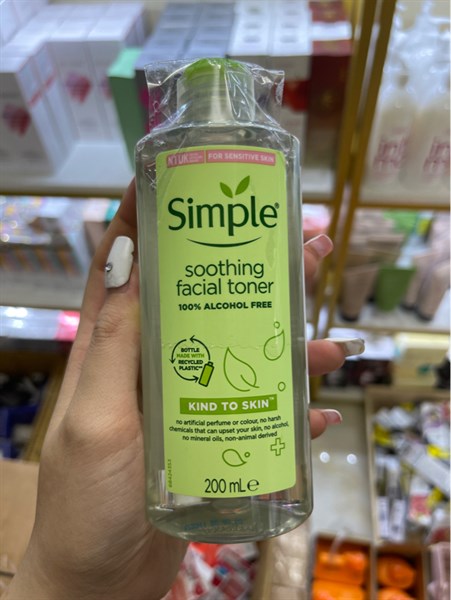 N°1 UK
FOR SENSITIVE SKIN
Simple®
soothing
facial toner
100% ALCOHOL FREE
BOTTLE
MADE WITH
RECYCLED
PLASTIC
KIND TO SKIN™
no artificial perfume or colour, no harsh
chemicals that can upset your skin, no alcohol,
no mineral oils, non-animal derived
200 mL℮